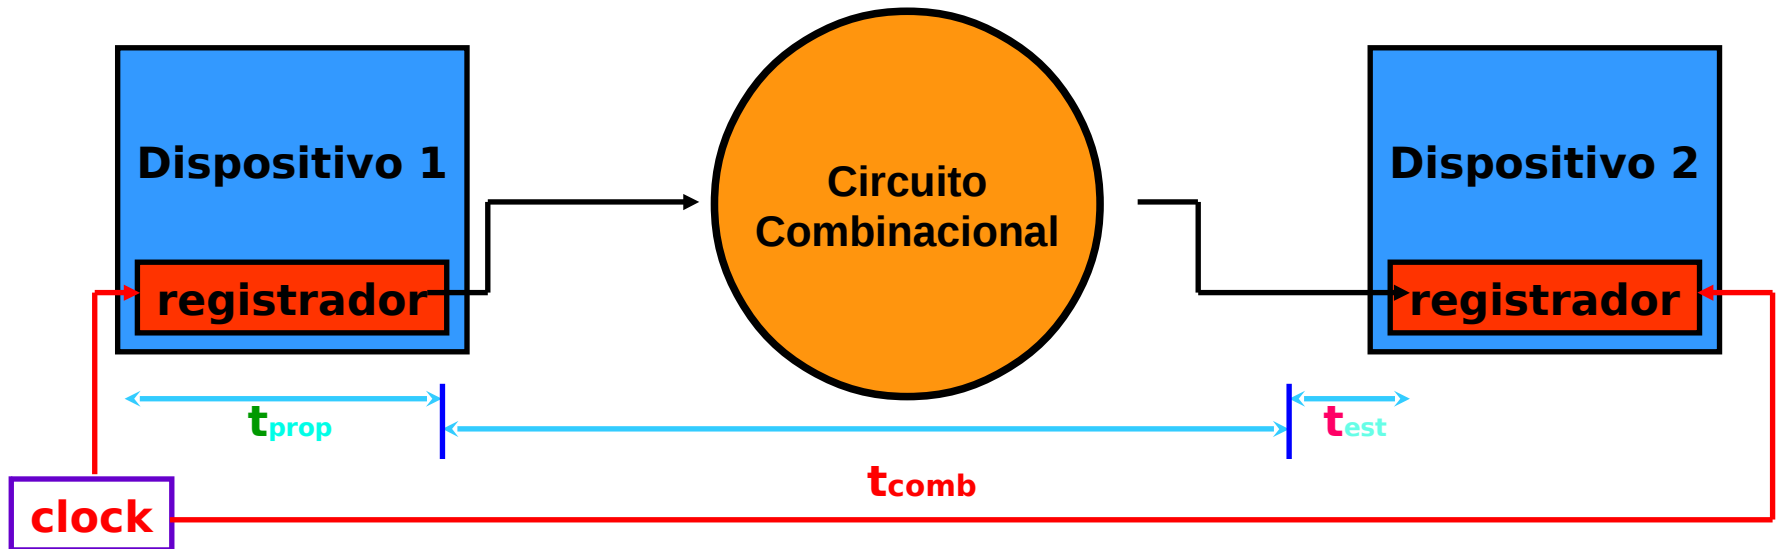 Dispositivo 1
Circuito
Combinacional
Dispositivo 2
registrador
registrador
tprop
test
tcomb
clock